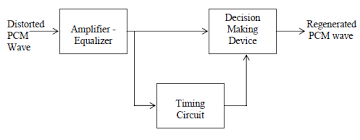 Distorted
PCM
Wave
Amplifier -
Equalizer
Decision
Making
Device
Regenerated
PCM wave
Timing
Circuit